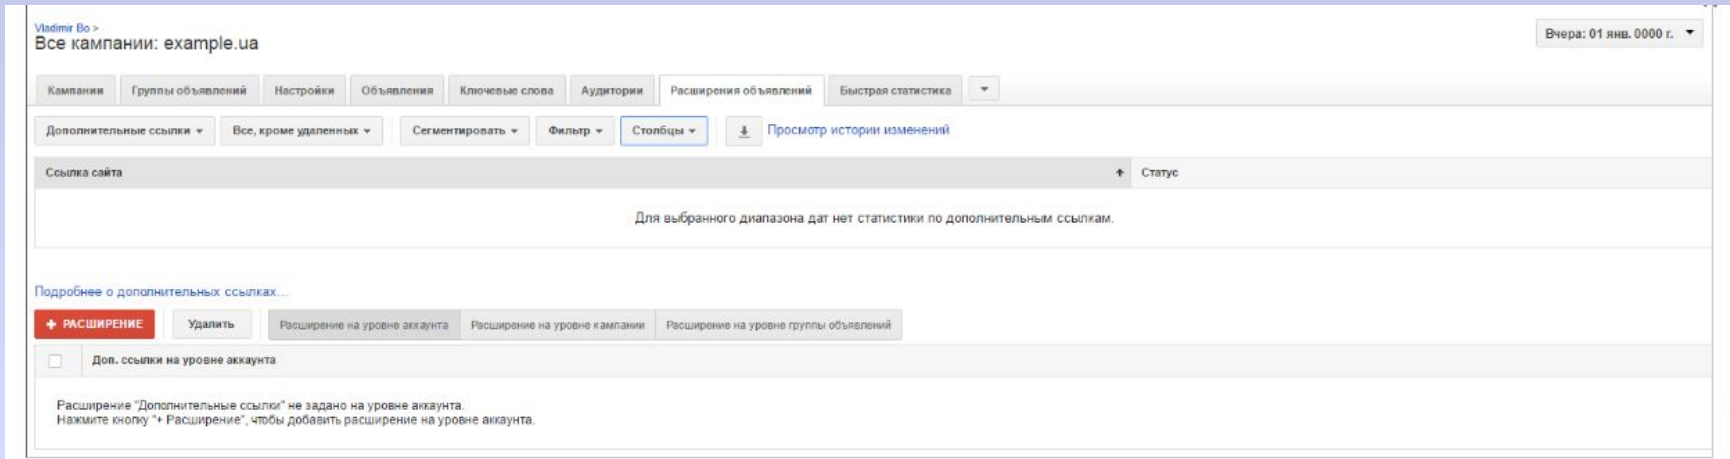 Vladimir Bo >
Все кампании: example.ua
Вчера: 01 янв. 0000 г.
Кампании Группы объявлений Настройки Объявления Ключевые слова Аудитории Расширения объявлений Быстрая статистика
Дополнительные ссылки Все, кроме удаленных Сегментировать Фильтр Столбцы Просмотр истории изменений
Ссылка сайта Статус
Для выбранного диапазона дат нет статистики по дополнительным ссылкам.
Подробнее о дополнительных ссылках...
+ РАСШИРЕНИЕ Удалить Расширение на уровне аккаунта Расширение на уровне кампании Расширение на уровне группы объявлений
Доп. ссылки на уровне аккаунта
Расширение "Дополнительные ссылки" не задано на уровне аккаунта.
Нажмите кнопку "+ Расширение", чтобы добавить расширение на уровне аккаунта.